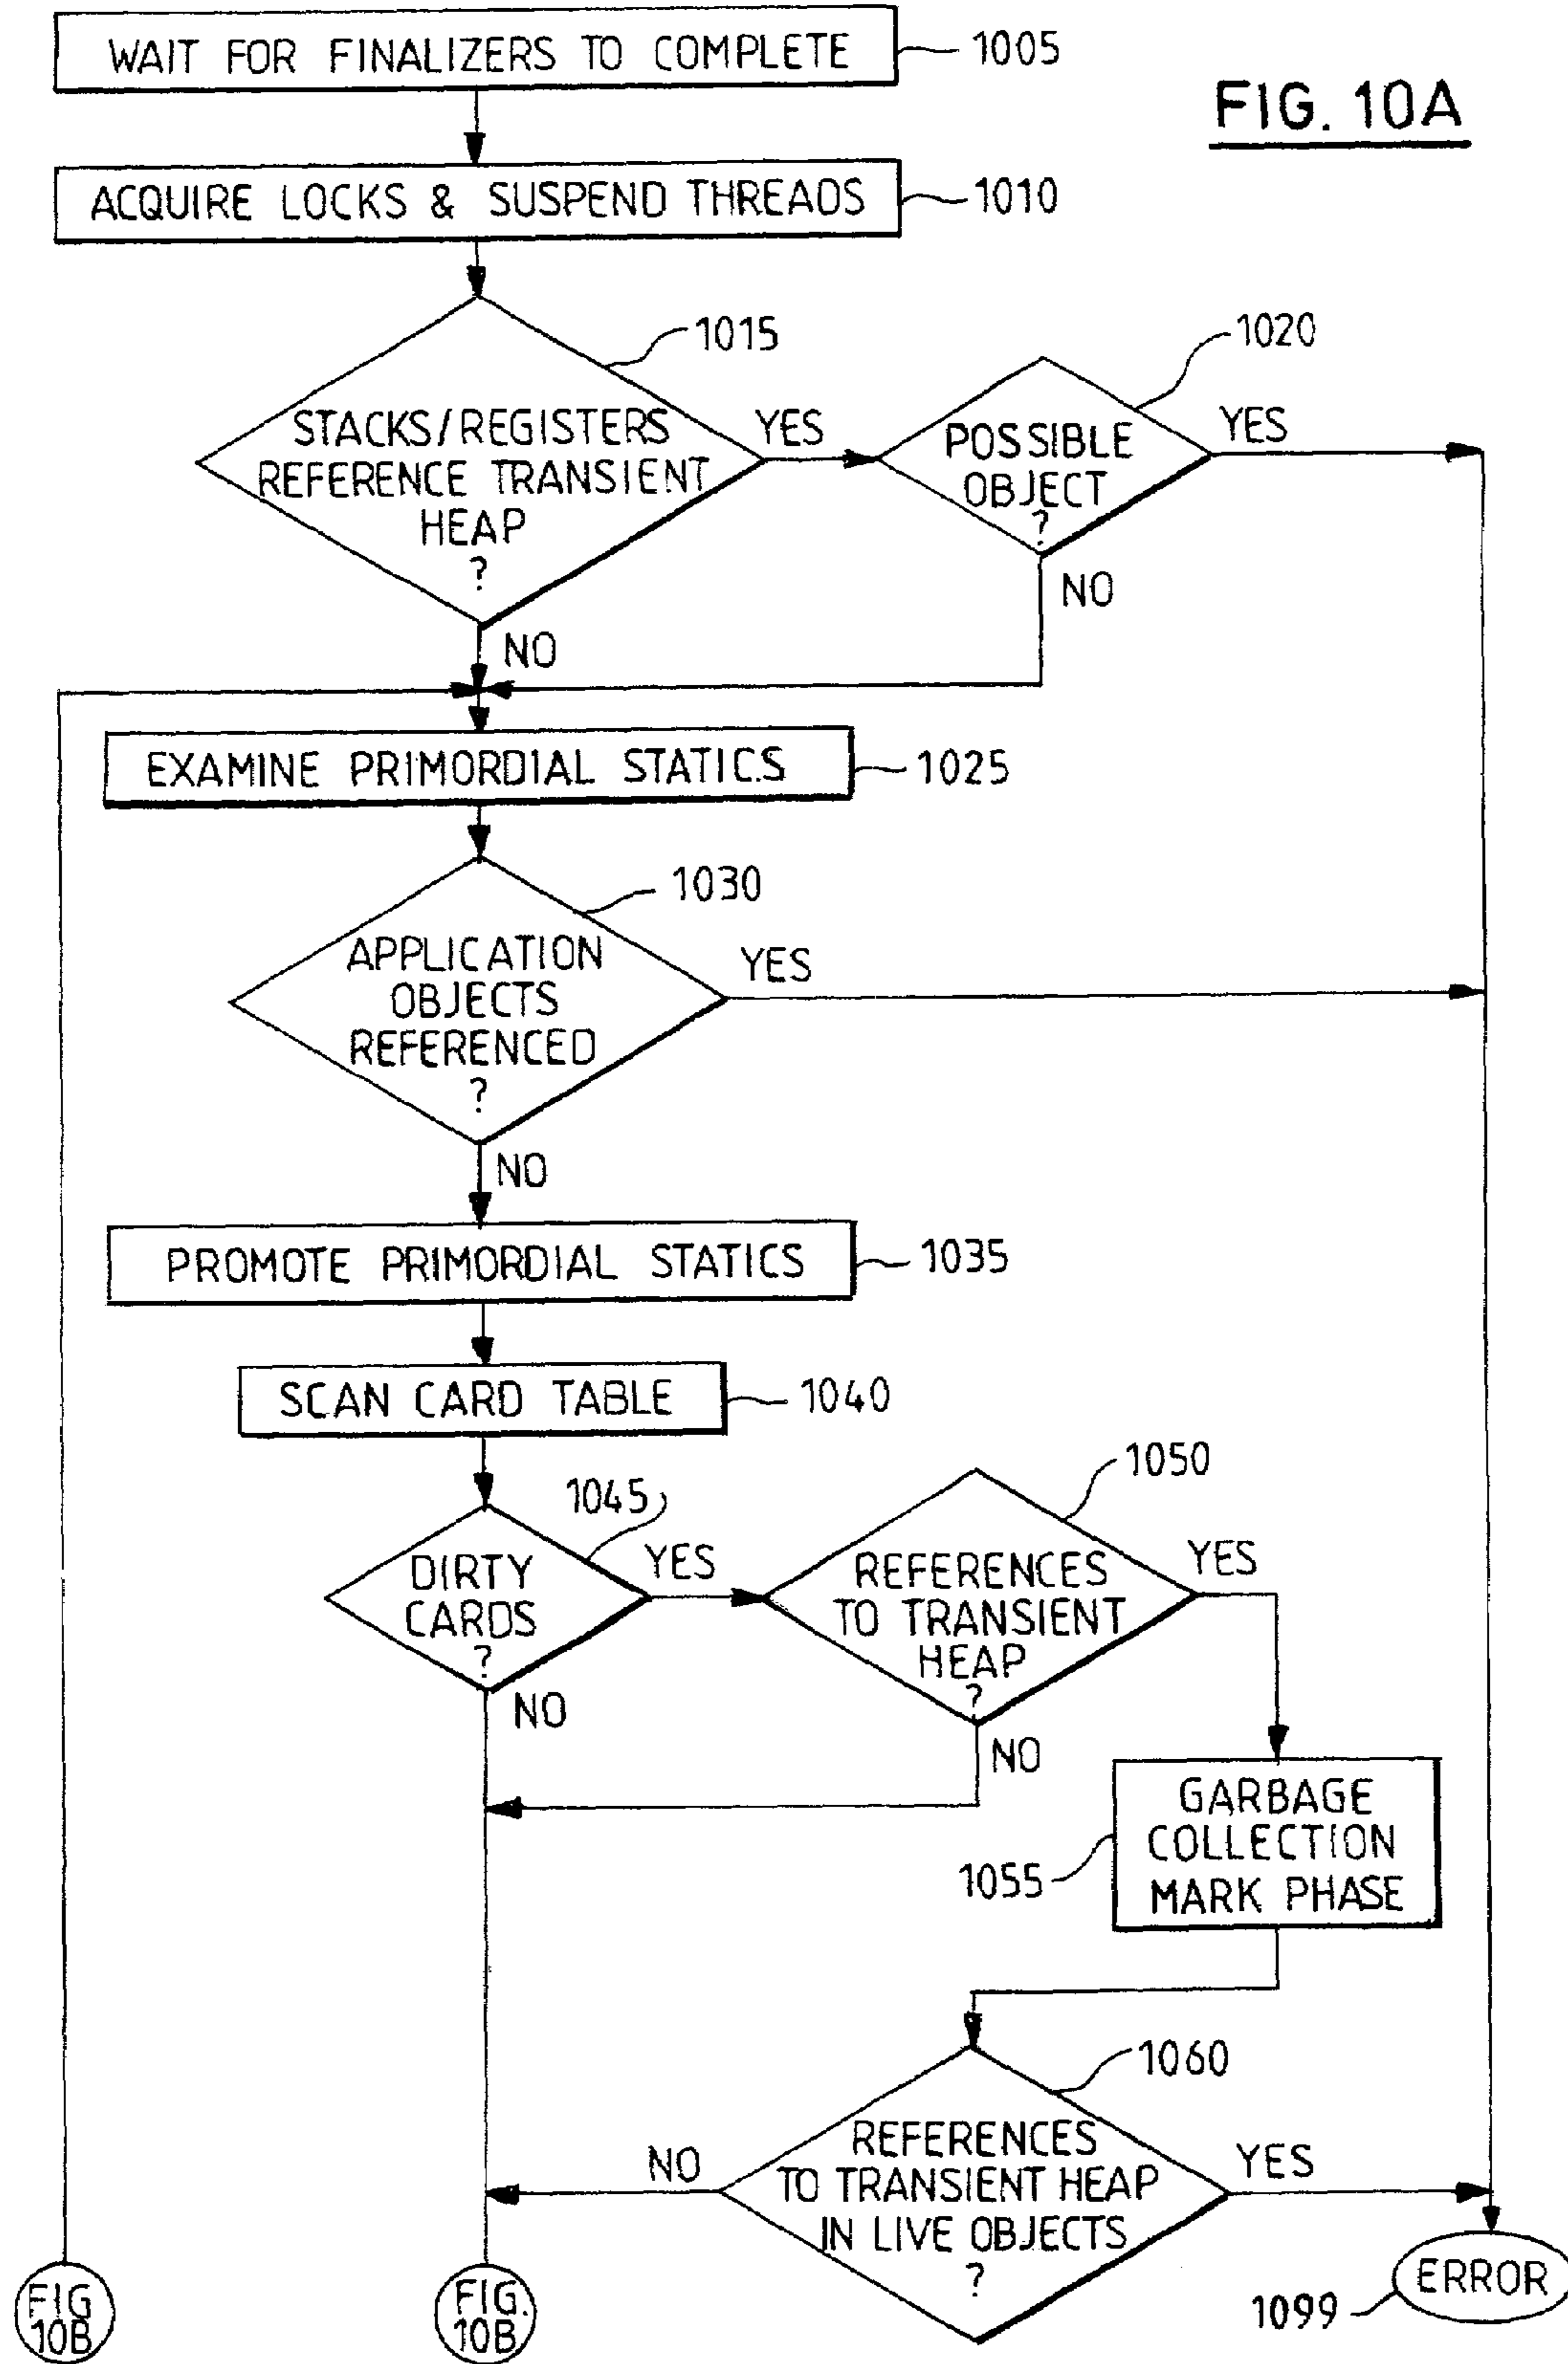 WAIT FOR FINALIZERS TO COMPLETE
1005
FIG. 10A
ACQUIRE LOCKS & SUSPEND THREADS
1010
1015
1020
STACKS/REGISTERS
REFERENCE TRANSIENT
HEAP
?
YES
POSSIBLE
OBJECT
?
YES
NO
NO
EXAMINE PRIMORDIAL STATICS
1025
1030
APPLICATION
OBJECTS
REFERENCED
?
YES
NO
PROMOTE PRIMORDIAL STATICS
1035
SCAN CARD TABLE
1040
1045
1050
DIRTY
CARDS
?
YES
REFERENCES
TO TRANSIENT
HEAP
?
YES
NO
NO
GARBAGE
COLLECTION
MARK PHASE
1055
1060
REFERENCES
TO TRANSIENT HEAP
IN LIVE OBJECTS
?
NO
YES
FIG
10B
FIG.
10B
1099
ERROR